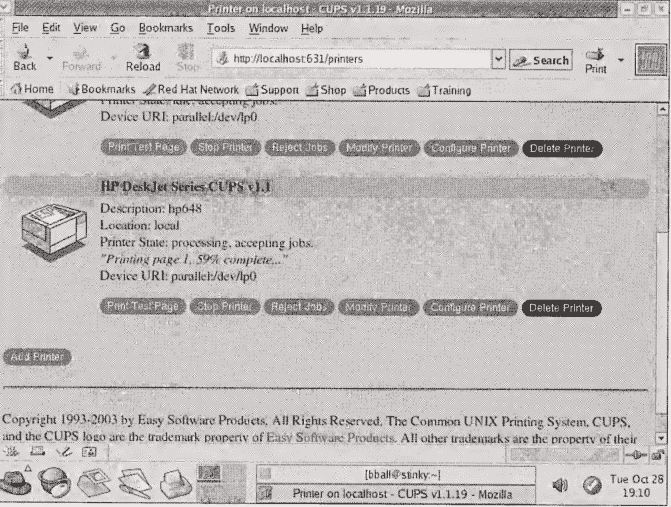 Printer on localhost - CUPS v1.1.19 - Mozilla
File Edit View Go Bookmarks Tools Window Help
Back Forward Reload Stop http://localhost:631/printers Search Print
Home Bookmarks Red Hat Network Support Shop Products Training
Printer State: idle, accepting jobs.
Device URI: parallel:/dev/lp0
Print Test Page Stop Printer Reject Jobs Modify Printer Configure Printer Delete Printer
HP DeskJet Series CUPS v1.1
Description: hp648
Location: local
Printer State: processing, accepting jobs.
"Printing page 1, 59% complete..."
Device URI: parallel:/dev/lp0
Print Test Page Stop Printer Reject Jobs Modify Printer Configure Printer Delete Printer
Add Printer
Copyright 1993-2003 by Easy Software Products, All Rights Reserved. The Common UNIX Printing System, CUPS,
and the CUPS logo are the trademark property of Easy Software Products. All other trademarks are the property of their
[bball@stinky:~]
Printer on localhost - CUPS v1.1.19 - Mozilla
Tue Oct 28
19:10